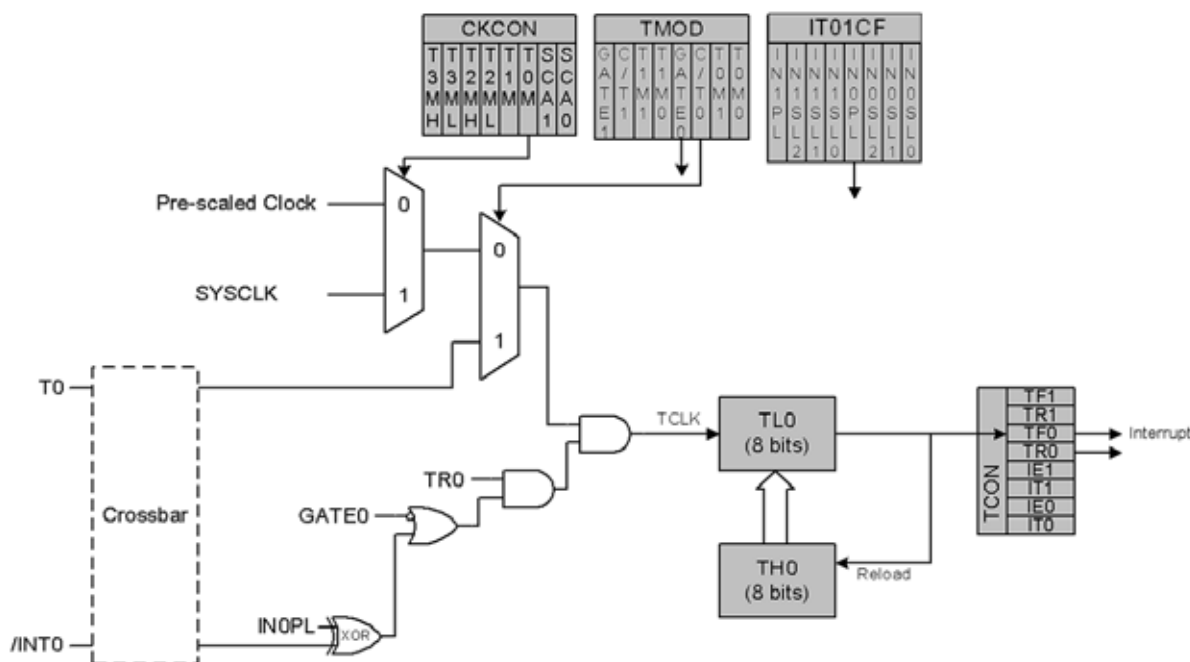 CKCON
T3MH T3ML T2MH T2ML T1M T0M SCA1 SCA0
TMOD
GATE1 C/T1 T1M1 T1M0 GATE0 C/T0 T0M1 T0M0
IT01CF
IN1PL IN1SL2 IN1SL1 IN1SL0 IN0PL IN0SL2 IN0SL1 IN0SL0
Pre-scaled Clock
0
SYSCLK
1
0
1
T0
Crossbar
/INT0
TR0
GATE0
IN0PL
XOR
TCLK
TL0
(8 bits)
TH0
(8 bits)
Reload
TCON
TF1
TR1
TF0
TR0
IE1
IT1
IE0
IT0
Interrupt